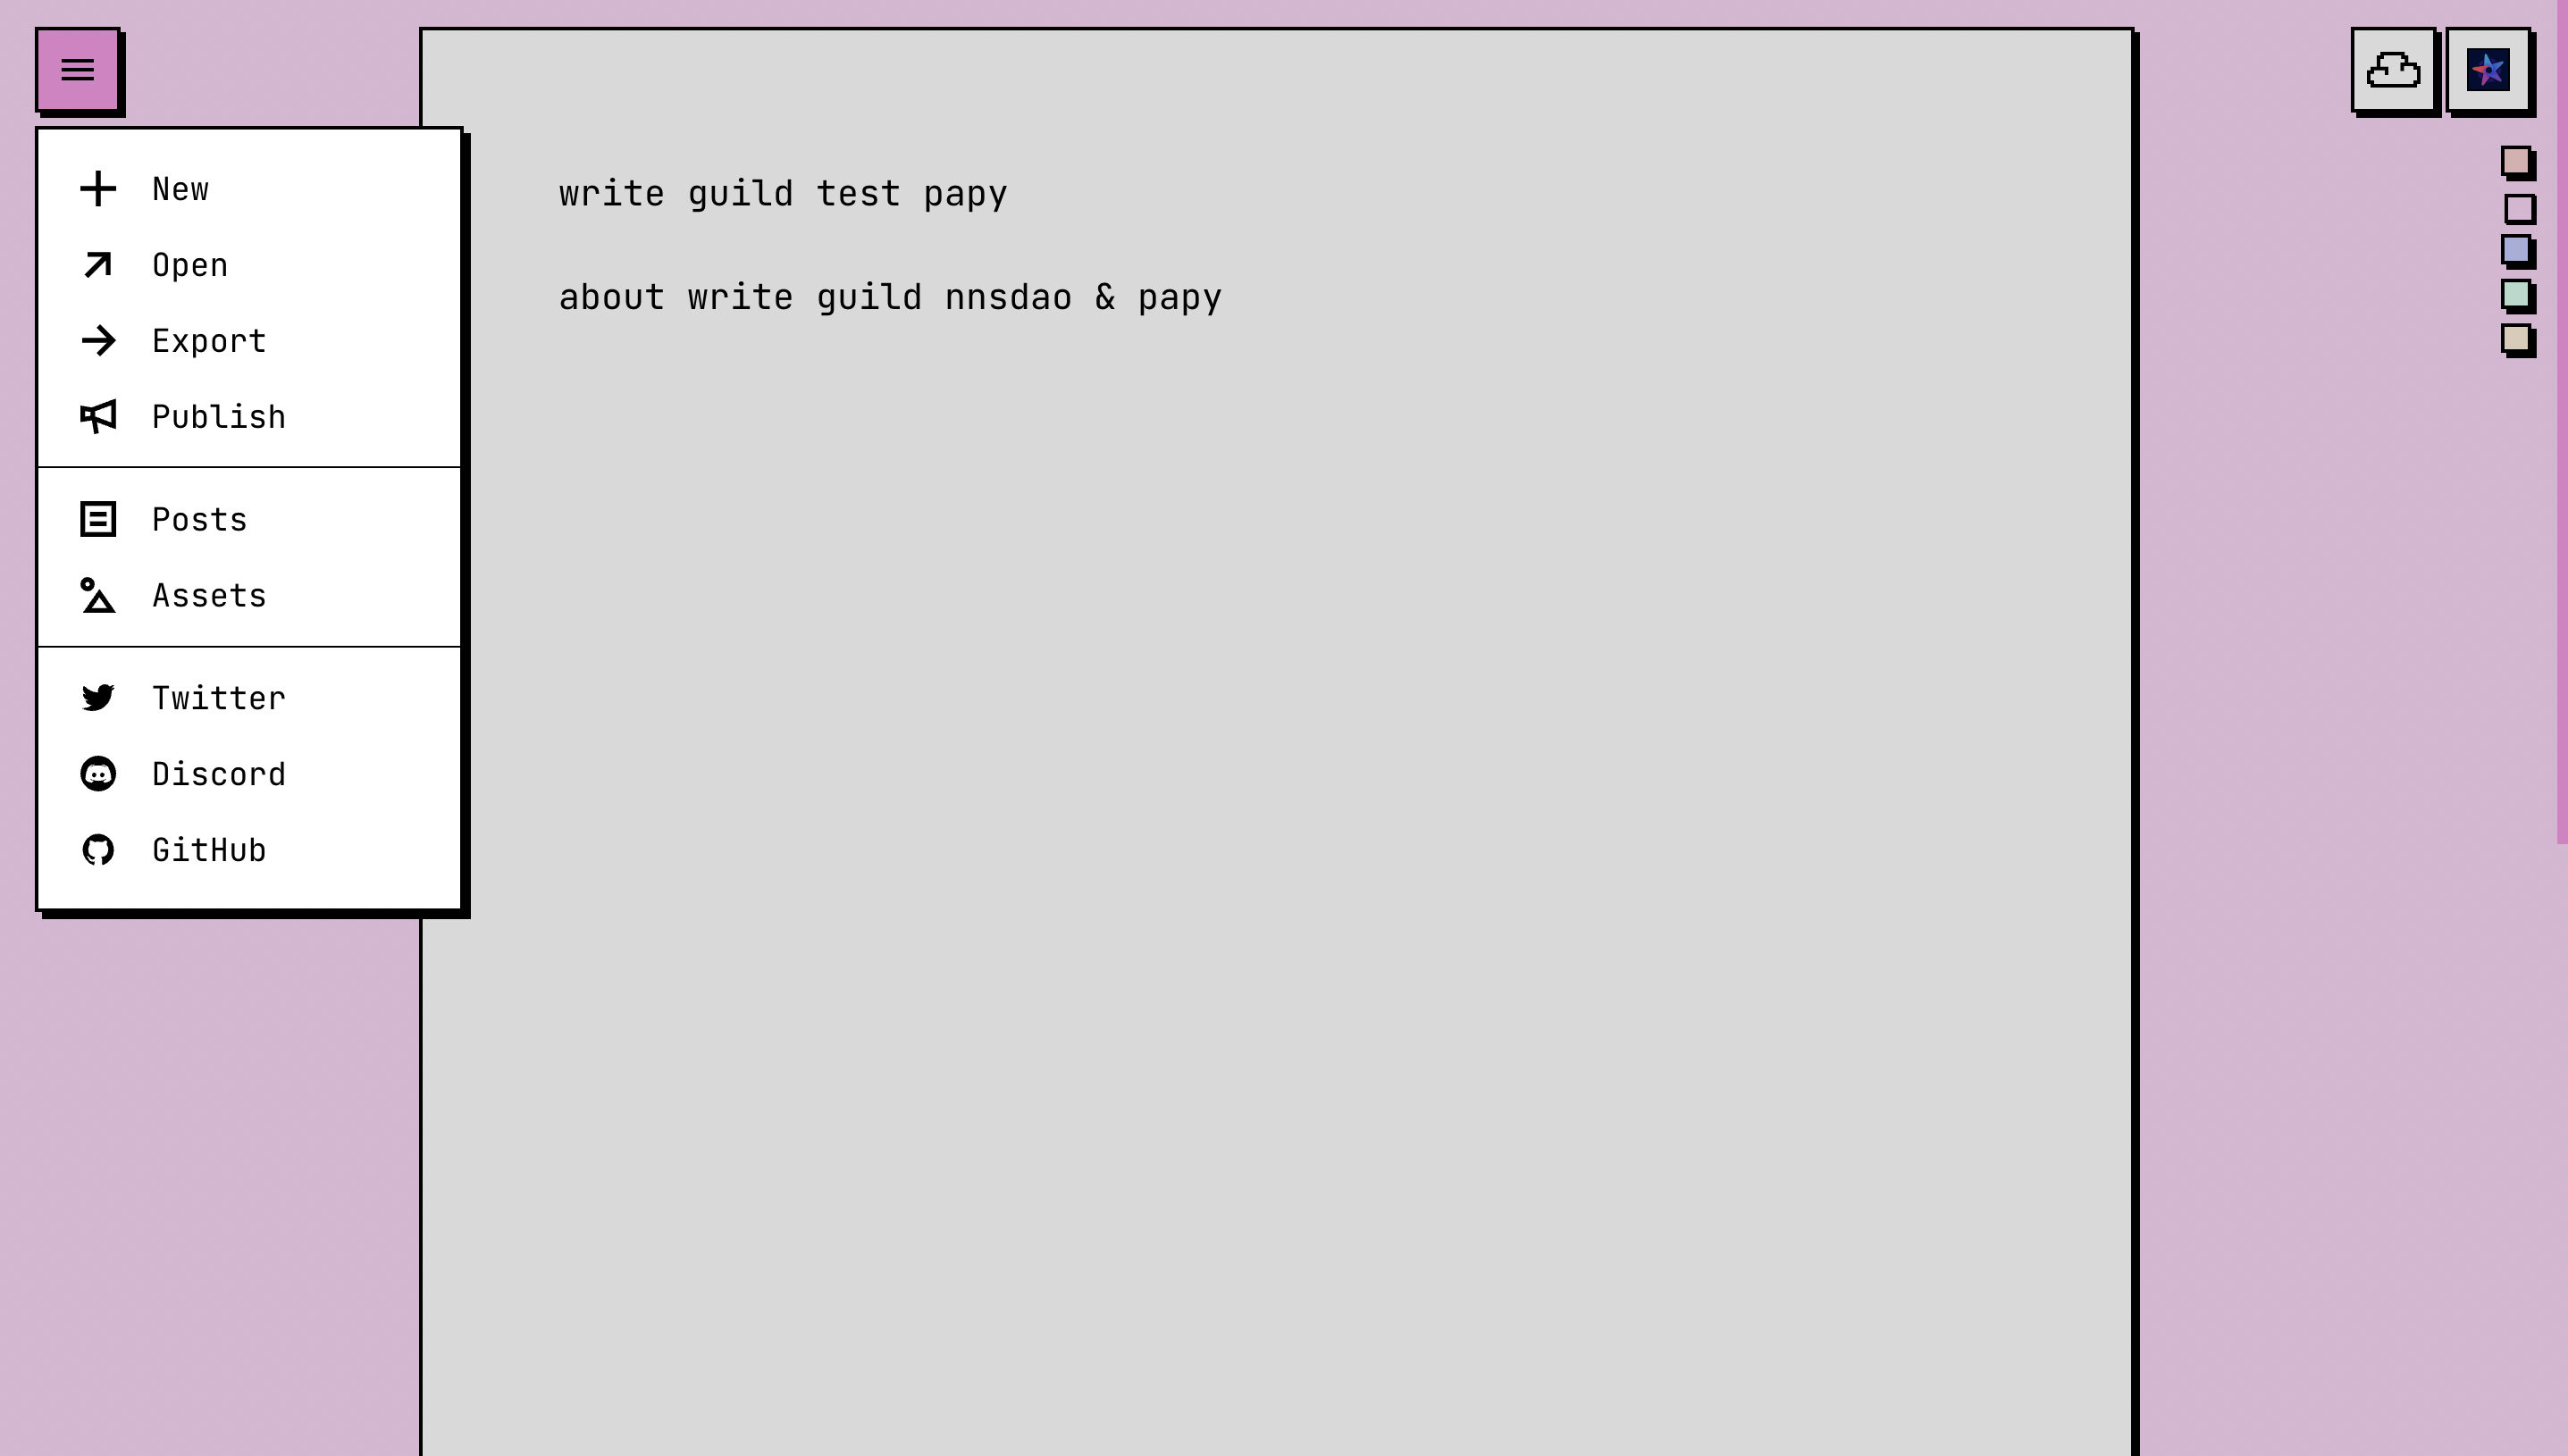 New
Open
Export
Publish
Posts
Assets
Twitter
Discord
GitHub
write guild test papy
about write guild nnsdao & papy